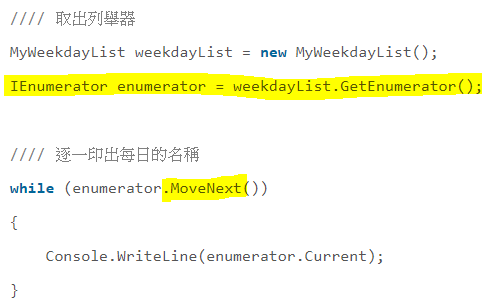 //// 取出列舉器
MyWeekdayList weekdayList = new MyWeekdayList();
IEnumerator enumerator = weekdayList.GetEnumerator();
//// 逐一印出每日的名稱
while (enumerator.MoveNext())
{
Console.WriteLine(enumerator.Current);
}